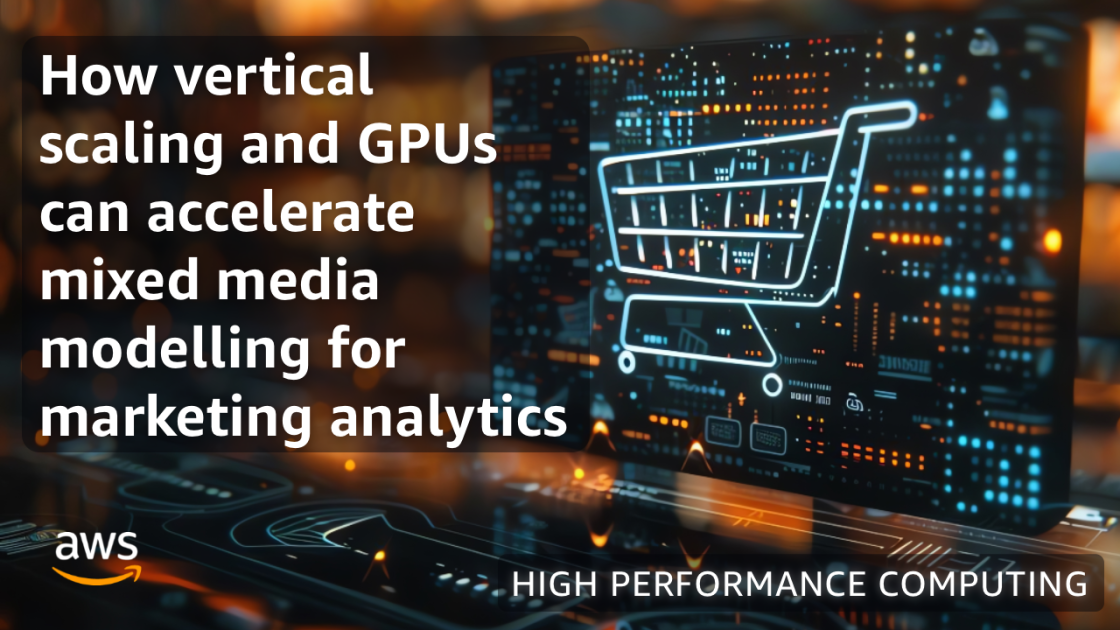 How vertical
scaling and GPUs
can accelerate
mixed media
modelling for
marketing analytics
aws
HIGH PERFORMANCE COMPUTING